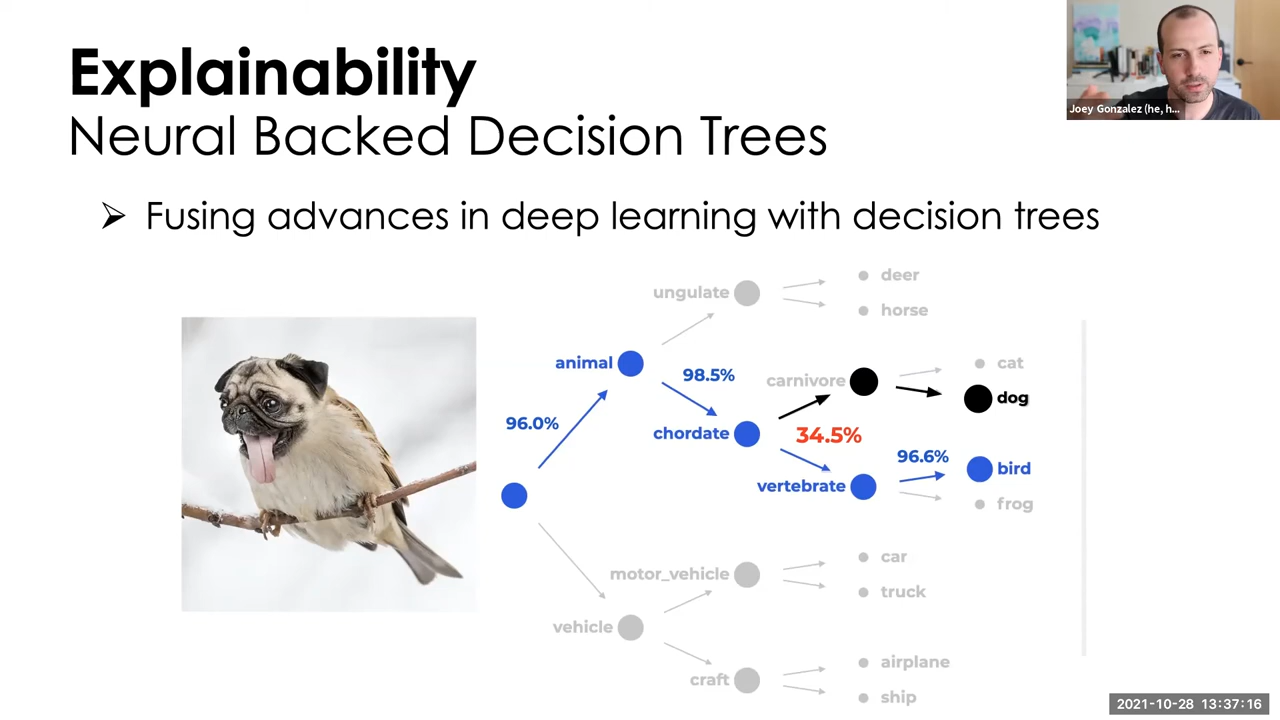 Explainability
Neural Backed Decision Trees
Joey Gonzalez (he, h...
Fusing advances in deep learning with decision trees
deer
ungulate
horse
animal
98.5%
cat
carnivore
dog
96.0%
34.5%
chordate
96.6%
bird
vertebrate
frog
car
motor_vehicle
truck
vehicle
airplane
craft
ship
2021-10-28 13:37:16